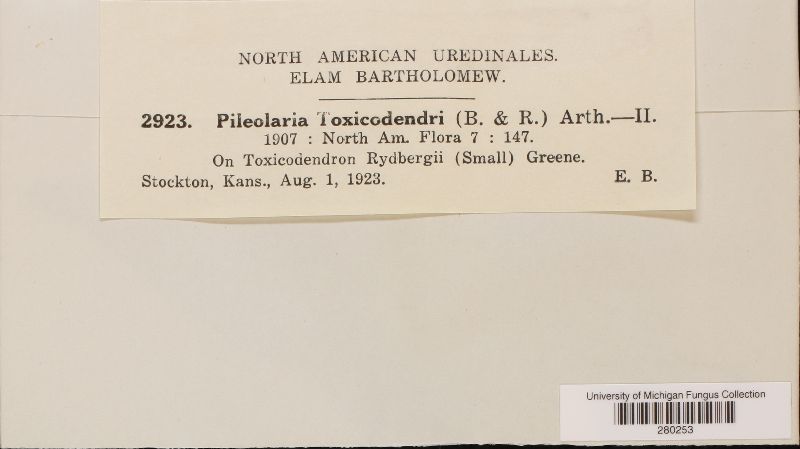 NORTH AMERICAN UREDINALES.
ELAM BARTHOLOMEW.
2923. Pileolaria Toxicodendri (B. & R.) Arth.—II.
1907 : North Am. Flora 7 : 147.
On Toxicodendron Rydbergii (Small) Greene.
Stockton, Kans., Aug. 1, 1923. E. B.
University of Michigan Fungus Collection
280253